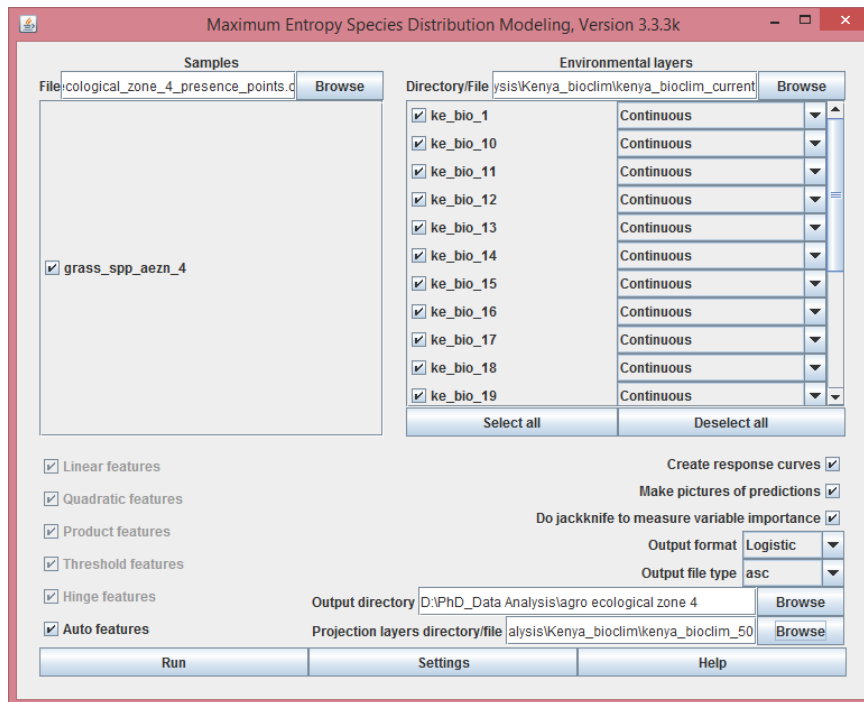 Maximum Entropy Species Distribution Modeling, Version 3.3.3k
Samples
File cological_zone_4_presence_points.c Browse
grass_spp_aezn_4
Environmental layers
Directory/File ysis\Kenya_bioclim\kenya_bioclim_current Browse
ke_bio_1 Continuous
ke_bio_10 Continuous
ke_bio_11 Continuous
ke_bio_12 Continuous
ke_bio_13 Continuous
ke_bio_14 Continuous
ke_bio_15 Continuous
ke_bio_16 Continuous
ke_bio_17 Continuous
ke_bio_18 Continuous
ke_bio_19 Continuous
Select all Deselect all
Linear features
Quadratic features
Product features
Threshold features
Hinge features
Auto features
Create response curves
Make pictures of predictions
Do jackknife to measure variable importance
Output format Logistic
Output file type asc
Output directory D:\PhD_Data Analysis\agro ecological zone 4 Browse
Projection layers directory/file alysis\Kenya_bioclim\kenya_bioclim_50 Browse
Run Settings Help